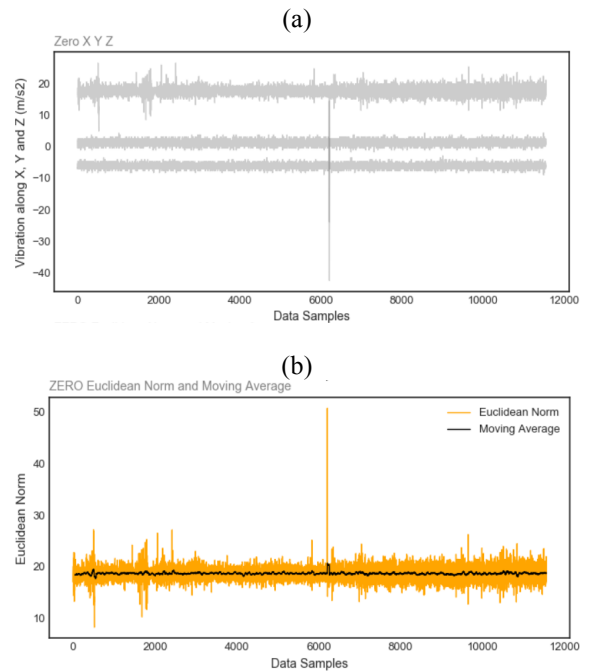 (a)
Zero X Y Z
Vibration along X, Y and Z (m/s2)
20
10
0
−10
−20
−30
−40
0 2000 4000 6000 8000 10000 12000
Data Samples
(b)
ZERO Euclidean Norm and Moving Average
Euclidean Norm
50
40
30
20
10
Euclidean Norm
Moving Average
0 2000 4000 6000 8000 10000 12000
Data Samples